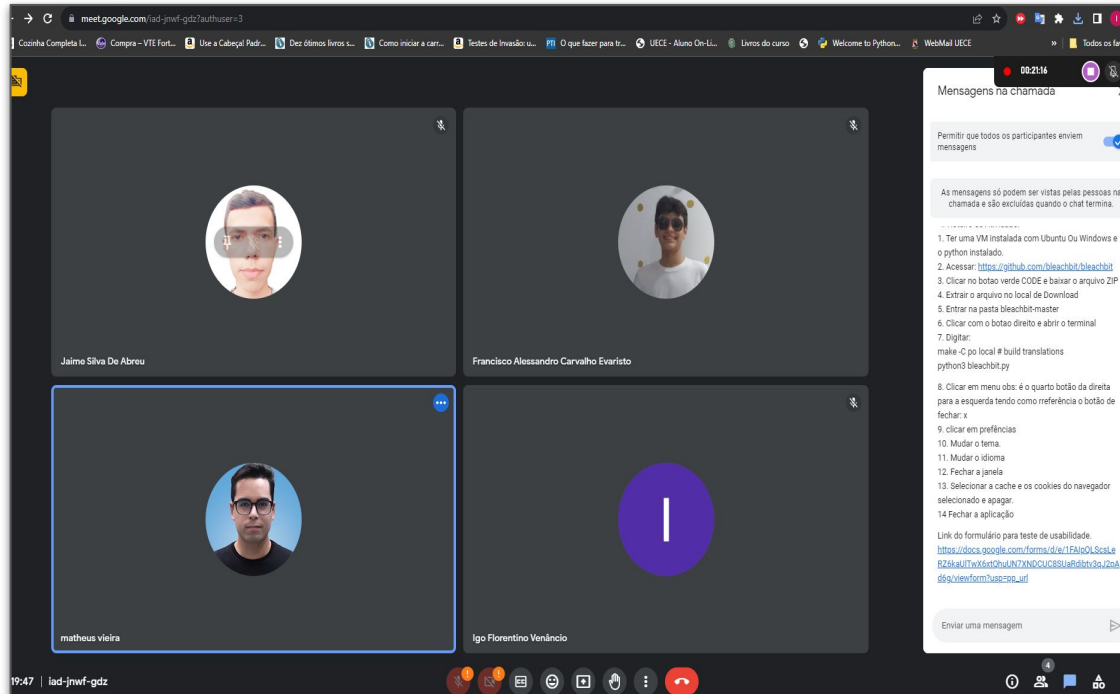 meet.google.com/iad-jnwf-gdz?authuser=3
Cozinha Completa I... Compra – VTE Fort... Use a Cabeça! Padr... Dez ótimos livros s... Como iniciar a carr... Testes de Invasão: u... PTI O que fazer para tr... UECE - Aluno On-Li... Livros do curso Welcome to Python... WebMail UECE » Todos os fa
00:21:16
Mensagens na chamada
Permitir que todos os participantes enviem
mensagens
As mensagens só podem ser vistas pelas pessoas na
chamada e são excluídas quando o chat termina.
1. Ter uma VM instalada com Ubuntu Ou Windows e
o python instalado.
2. Acessar: https://github.com/bleachbit/bleachbit
3. Clicar no botao verde CODE e baixar o arquivo ZIP
4. Extrair o arquivo no local de Download
5. Entrar na pasta bleachbit-master
6. Clicar com o botao direito e abrir o terminal
7. Digitar:
make -C po local # build translations
python3 bleachbit.py
8. Clicar em menu obs: é o quarto botão da direita
para a esquerda tendo como rreferência o botão de
fechar: x
9. clicar em prefências
10. Mudar o tema.
11. Mudar o idioma
12. Fechar a janela
13. Selecionar a cache e os cookies do navegador
selecionado e apagar.
14 Fechar a aplicação
Link do formulário para teste de usabilidade.
https://docs.google.com/forms/d/e/1FAIpQLScsLe
RZ6kaUlTwX6xtQhuUN7XNDCUC8SUaRdibtv3qJ2pA
d6g/viewform?usp=pp_url
Enviar uma mensagem
Jaime Silva De Abreu
Francisco Alessandro Carvalho Evaristo
matheus vieira
I
Igo Florentino Venâncio
19:47 | iad-jnwf-gdz
4